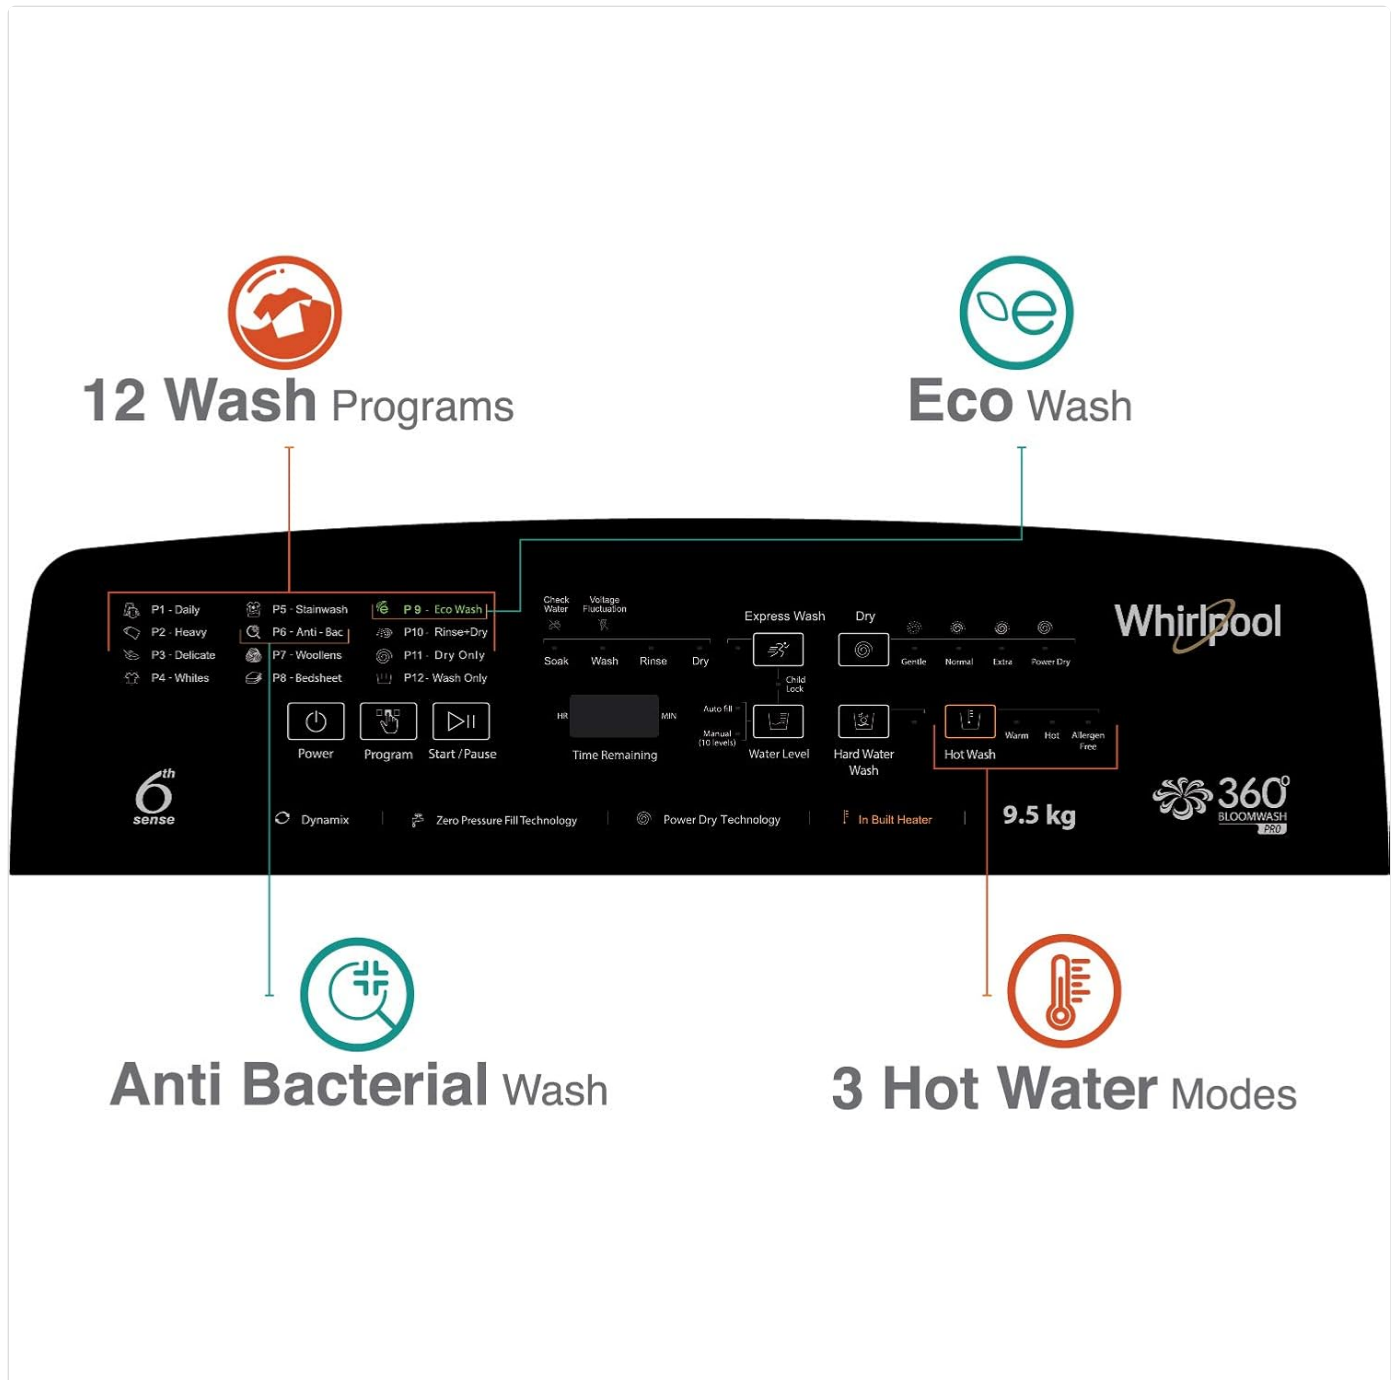 12 Wash Programs
Eco Wash
P1 - Daily
P2 - Heavy
P3 - Delicate
P4 - Whites
P5 - Stainwash
P6 - Anti - Bac
P7 - Woollens
P8 - Bedsheet
P 9 - Eco Wash
P10 - Rinse+Dry
P11 - Dry Only
P12 - Wash Only
Check
Water
Voltage
Fluctuation
Soak Wash Rinse Dry
Express Wash
Dry
Gentle Normal Extra Power Dry
Whirlpool
Child
Lock
Power
Program
Start / Pause
HR
MIN
Time Remaining
Auto fill
Manual
(10 levels)
Water Level
Hard Water
Wash
Hot Wash
Warm Hot Allergen
Free
6th
sense
Dynamix
Zero Pressure Fill Technology
Power Dry Technology
In Built Heater
9.5 kg
360°
BLOOMWASH
PRO
Anti Bacterial Wash
3 Hot Water Modes